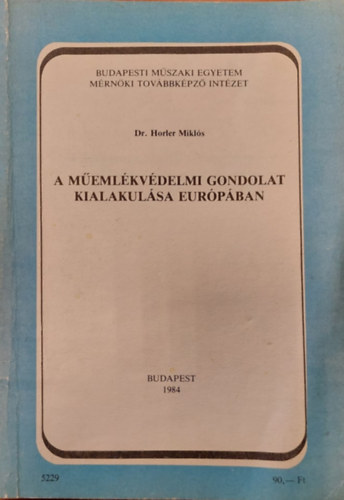 BUDAPESTI MŰSZAKI EGYETEM
MÉRNÖKI TOVÁBBKÉPZŐ INTÉZET
Dr. Horler Miklós
A MŰEMLÉKVÉDELMI GONDOLAT
KIALAKULÁSA EURÓPÁBAN
BUDAPEST
1984
5229
90,— Ft